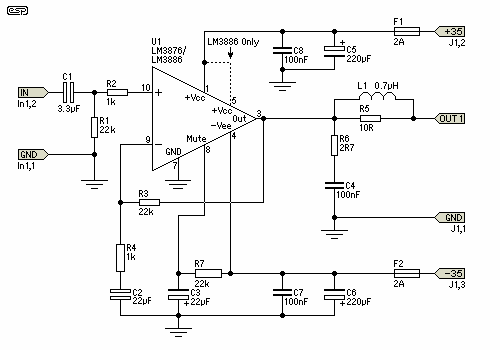 esp
F1
+35
2A
J1,2
LM3886 Only
U1
LM3876/
LM3886
C8
100nF
C5
220µF
+
L1 0.7µH
IN
In1,2
C1
3.3µF
R2
1k
10
+
+Vcc
1
5
+Vcc
Out
3
-Vee
4
R5
10R
OUT1
R1
22k
9
-
Mute
8
GND
7
R6
2R7
GND
In1,1
C4
100nF
R3
22k
GND
J1,1
R4
1k
R7
22k
F2
2A
-35
J1,3
C2
22µF
C3
22µF
+
C7
100nF
C6
220µF
+